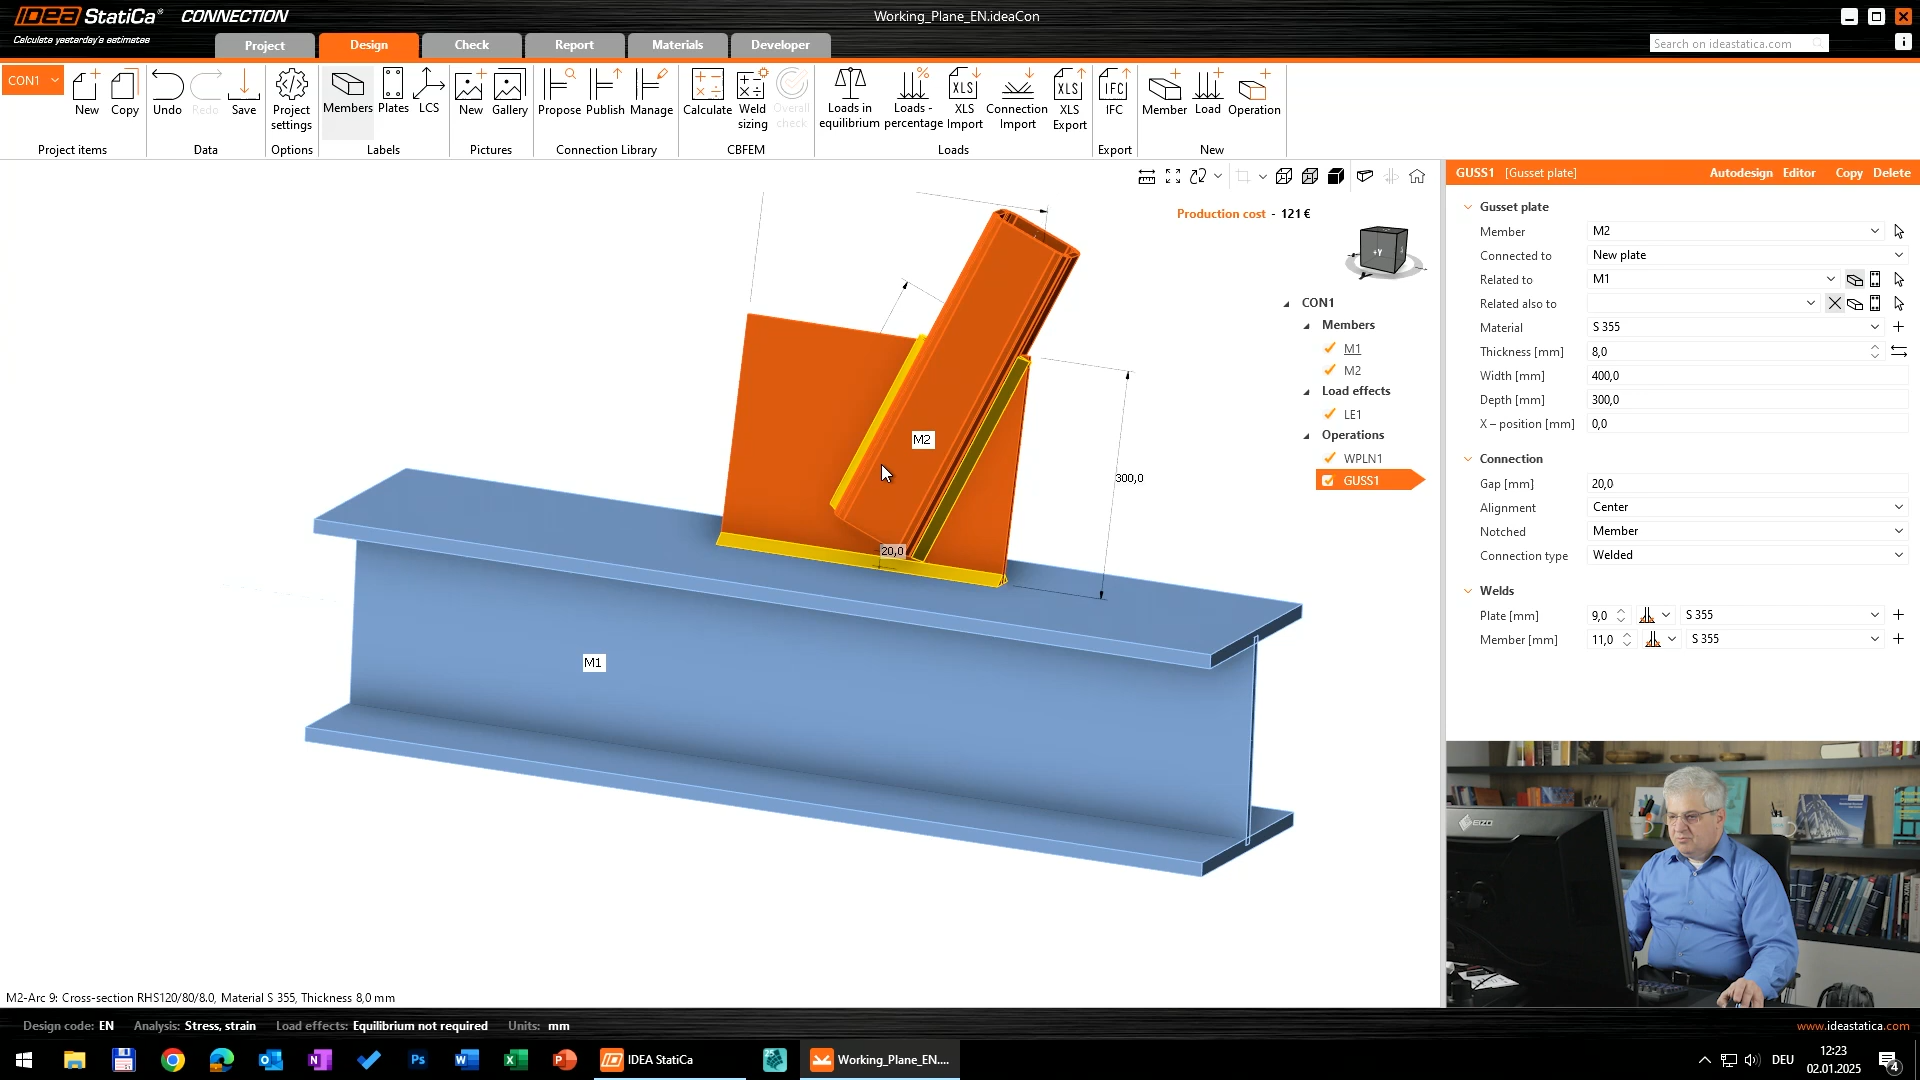 IDEA StatiCa® CONNECTION
Calculate yesterday's estimates
Working_Plane_EN.ideaCon
Project
Design
Check
Report
Materials
Developer
Search on ideastatica.com
i
CON1
New
Copy
Undo
Redo
Save
Project settings
Members
Plates
LCS
New
Gallery
Propose
Publish
Manage
Calculate
Weld sizing
Overall check
Loads in equilibrium
Loads - percentage
XLS Import
Connection Import
XLS Export
IFC
Member
Load
Operation
Project items
Data
Options
Labels
Pictures
Connection Library
CBFEM
Loads
Export
New
Production cost - 121 €
+Y
CON1
Members
M1
M2
Load effects
LE1
Operations
WPLN1
GUSS1
M2
300,0
20,0
M1
GUSS1 [Gusset plate]
Autodesign
Editor
Copy
Delete
Gusset plate
Member M2
Connected to New plate
Related to M1
Related also to
Material S 355
Thickness [mm] 8,0
Width [mm] 400,0
Depth [mm] 300,0
X – position [mm] 0,0
Connection
Gap [mm] 20,0
Alignment Center
Notched Member
Connection type Welded
Welds
Plate [mm] 9,0 S 355
Member [mm] 11,0 S 355
EIZO
M2-Arc 9: Cross-section RHS120/80/8.0, Material S 355, Thickness 8,0 mm
Design code: EN Analysis: Stress, strain Load effects: Equilibrium not required Units: mm
www.ideastatica.com
IDEA StatiCa
Working_Plane_EN....
DEU
12:23
02.01.2025
4